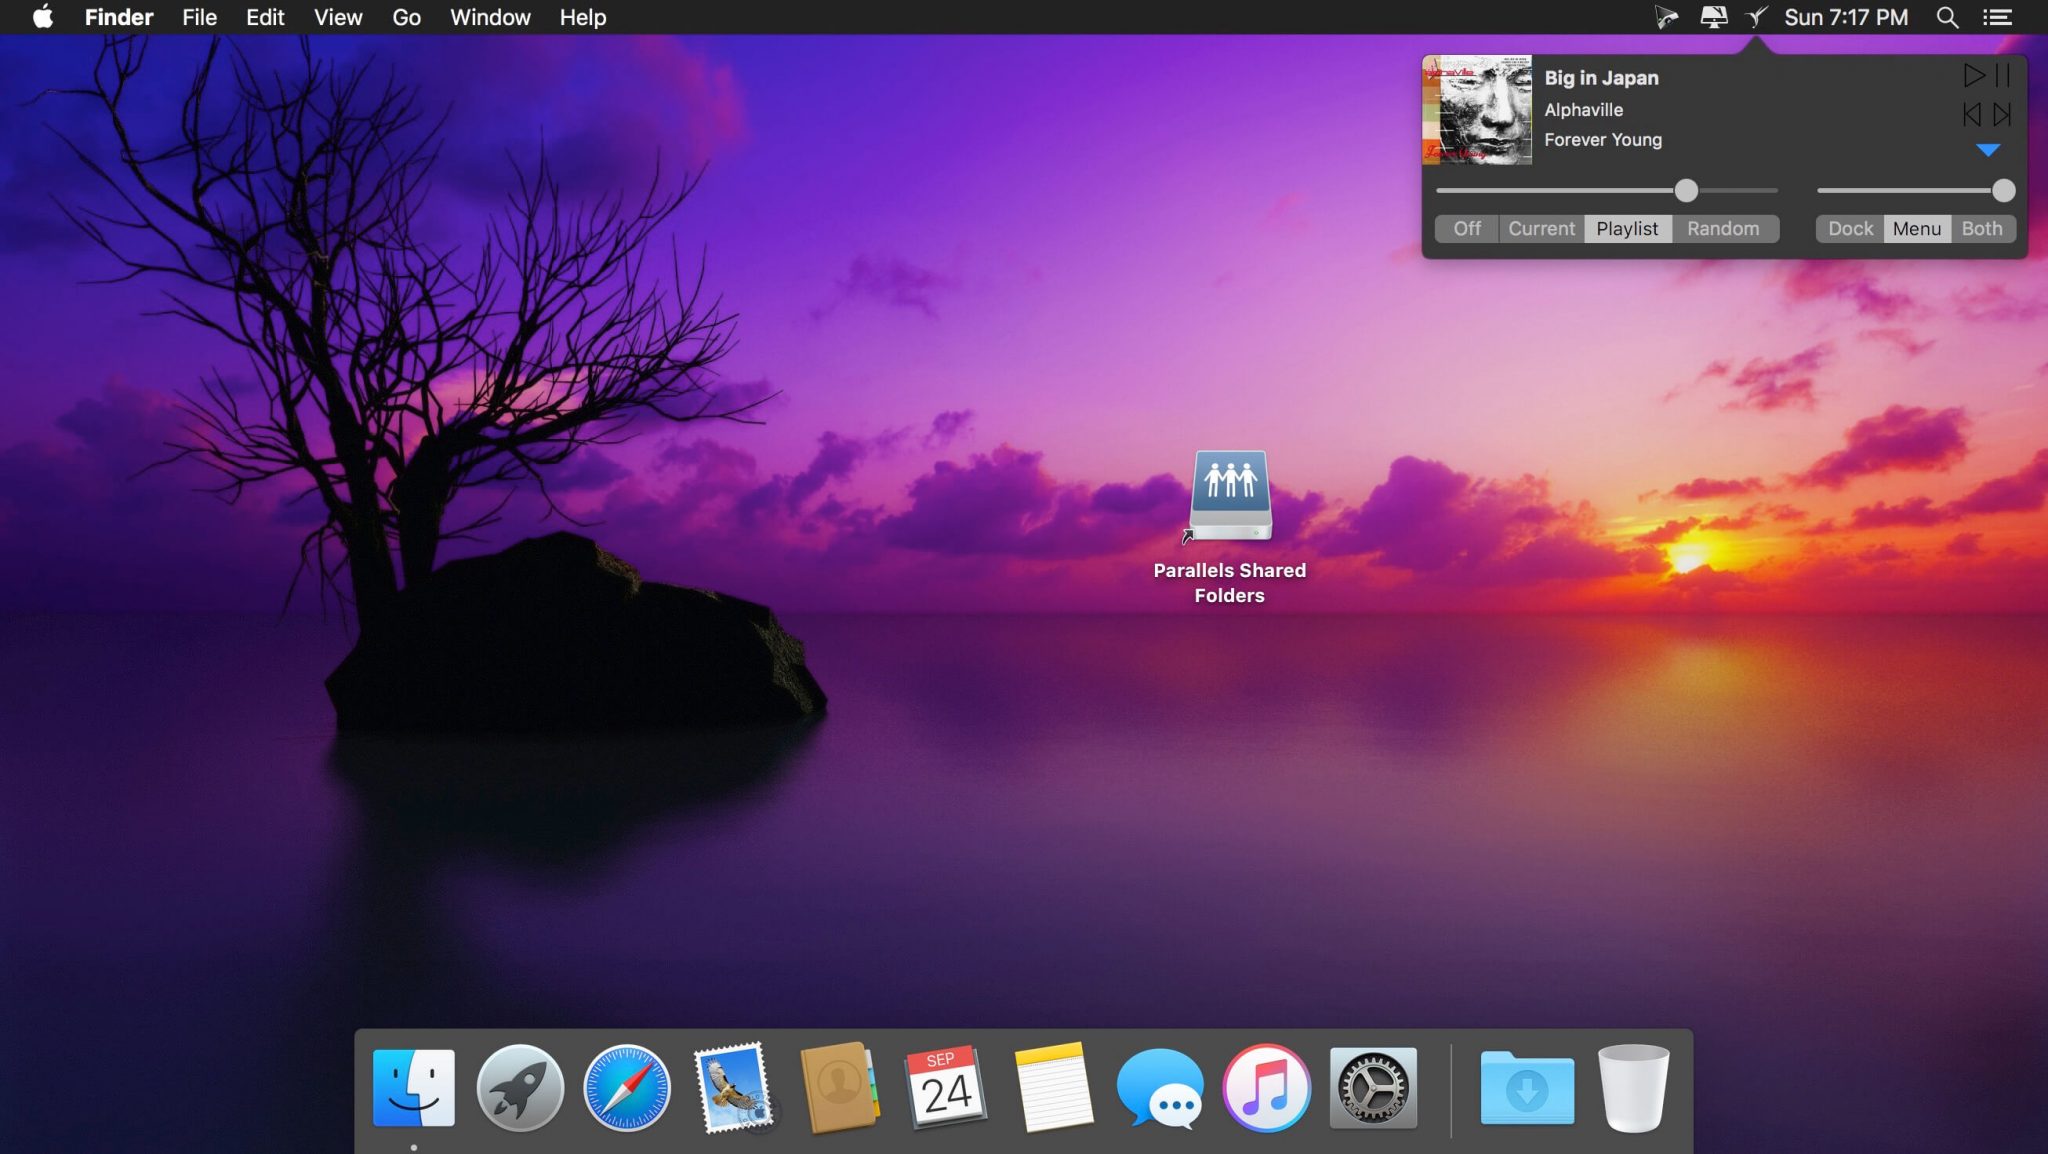 Finder File Edit View Go Window Help
Sun 7:17 PM
Big in Japan
Alphaville
Forever Young
Off Current Playlist Random
Dock Menu Both
Parallels Shared
Folders
SEP
24